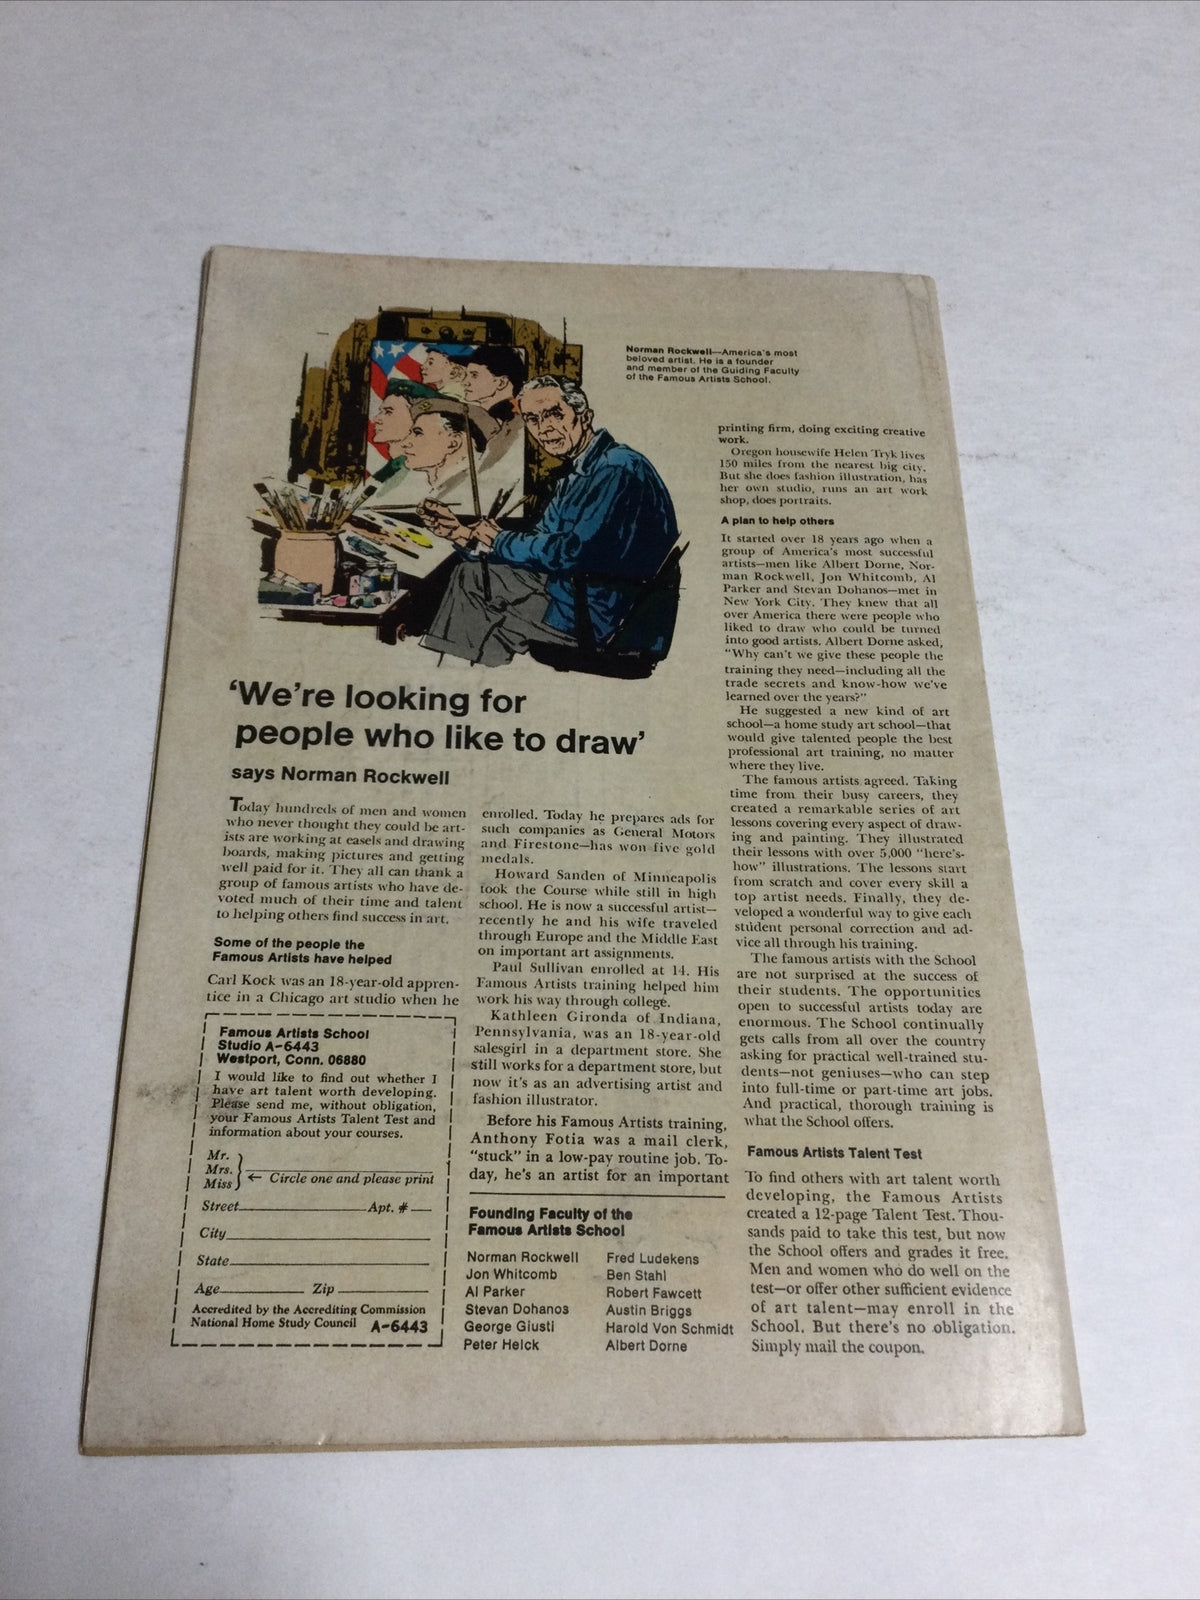 Norman Rockwell—America's most
beloved artist. He is a founder
and member of the Guiding Faculty
of the Famous Artists School.
'We're looking for
people who like to draw'
says Norman Rockwell
Today hundreds of men and women
who never thought they could be art-
ists are working at easels and drawing
boards, making pictures and getting
well paid for it. They all can thank a
group of famous artists who have de-
voted much of their time and talent
to helping others find success in art.
Some of the people the
Famous Artists have helped
Carl Kock was an 18-year-old appren-
tice in a Chicago art studio when he
enrolled. Today he prepares ads for
such companies as General Motors
and Firestone—has won five gold
medals.
Howard Sanden of Minneapolis
took the Course while still in high
school. He is now a successful artist—
recently he and his wife traveled
through Europe and the Middle East
on important art assignments.
Paul Sullivan enrolled at 14. His
Famous Artists training helped him
work his way through college.
Kathleen Gironda of Indiana,
Pennsylvania, was an 18-year-old
salesgirl in a department store. She
still works for a department store, but
now it's as an advertising artist and
fashion illustrator.
Before his Famous Artists training,
Anthony Fotia was a mail clerk,
"stuck" in a low-pay routine job. To-
day, he's an artist for an important
printing firm, doing exciting creative
work.
Oregon housewife Helen Tryk lives
150 miles from the nearest big city.
But she does fashion illustration, has
her own studio, runs an art work
shop, does portraits.
A plan to help others
It started over 18 years ago when a
group of America's most successful
artists—men like Albert Dorne, Nor-
man Rockwell, Jon Whitcomb, Al
Parker and Stevan Dohanos—met in
New York City. They knew that all
over America there were people who
liked to draw who could be turned
into good artists. Albert Dorne asked,
"Why can't we give these people the
training they need—including all the
trade secrets and know-how we've
learned over the years?"
He suggested a new kind of art
school—a home study art school—that
would give talented people the best
professional art training, no matter
where they live.
The famous artists agreed. Taking
time from their busy careers, they
created a remarkable series of art
lessons covering every aspect of draw-
ing and painting. They illustrated
their lessons with over 5,000 "here's-
how" illustrations. The lessons start
from scratch and cover every skill a
top artist needs. Finally, they de-
veloped a wonderful way to give each
student personal correction and ad-
vice all through his training.
The famous artists with the School
are not surprised at the success of
their students. The opportunities
open to successful artists today are
enormous. The School continually
gets calls from all over the country
asking for practical well-trained stu-
dents—not geniuses—who can step
into full-time or part-time art jobs.
And practical, thorough training is
what the School offers.
Famous Artists Talent Test
To find others with art talent worth
developing, the Famous Artists
created a 12-page Talent Test. Thou-
sands paid to take this test, but now
the School offers and grades it free.
Men and women who do well on the
test—or offer other sufficient evidence
of art talent—may enroll in the
School. But there's no obligation.
Simply mail the coupon.
Famous Artists School
Studio A-6443
Westport, Conn. 06880
I would like to find out whether I
have art talent worth developing.
Please send me, without obligation,
your Famous Artists Talent Test and
information about your courses.
Mr.
Mrs.
Miss
← Circle one and please print
Street Apt. #
City
State
Age Zip
Accredited by the Accrediting Commission
National Home Study Council A-6443
Founding Faculty of the
Famous Artists School
Norman Rockwell
Jon Whitcomb
Al Parker
Stevan Dohanos
George Giusti
Peter Helck
Fred Ludekens
Ben Stahl
Robert Fawcett
Austin Briggs
Harold Von Schmidt
Albert Dorne